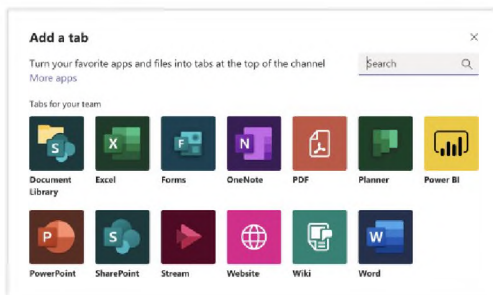 Add a tab
Turn your favorite apps and files into tabs at the top of the channel
More apps
Search
Tabs for your team
Document Library
Excel
Forms
OneNote
PDF
Planner
Power BI
PowerPoint
SharePoint
Stream
Website
Wiki
Word